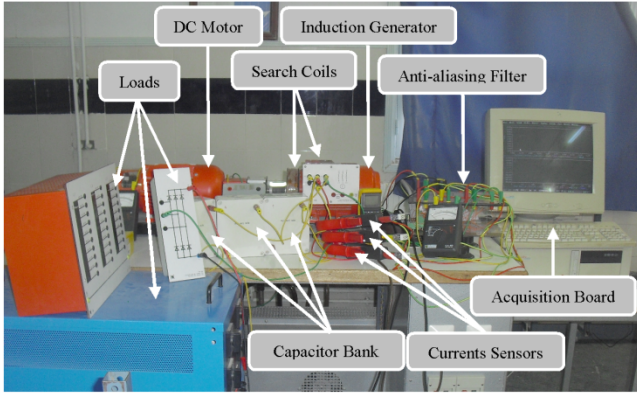 DC Motor
Induction Generator
Loads
Search Coils
Anti-aliasing Filter
Acquisition Board
Capacitor Bank
Currents Sensors